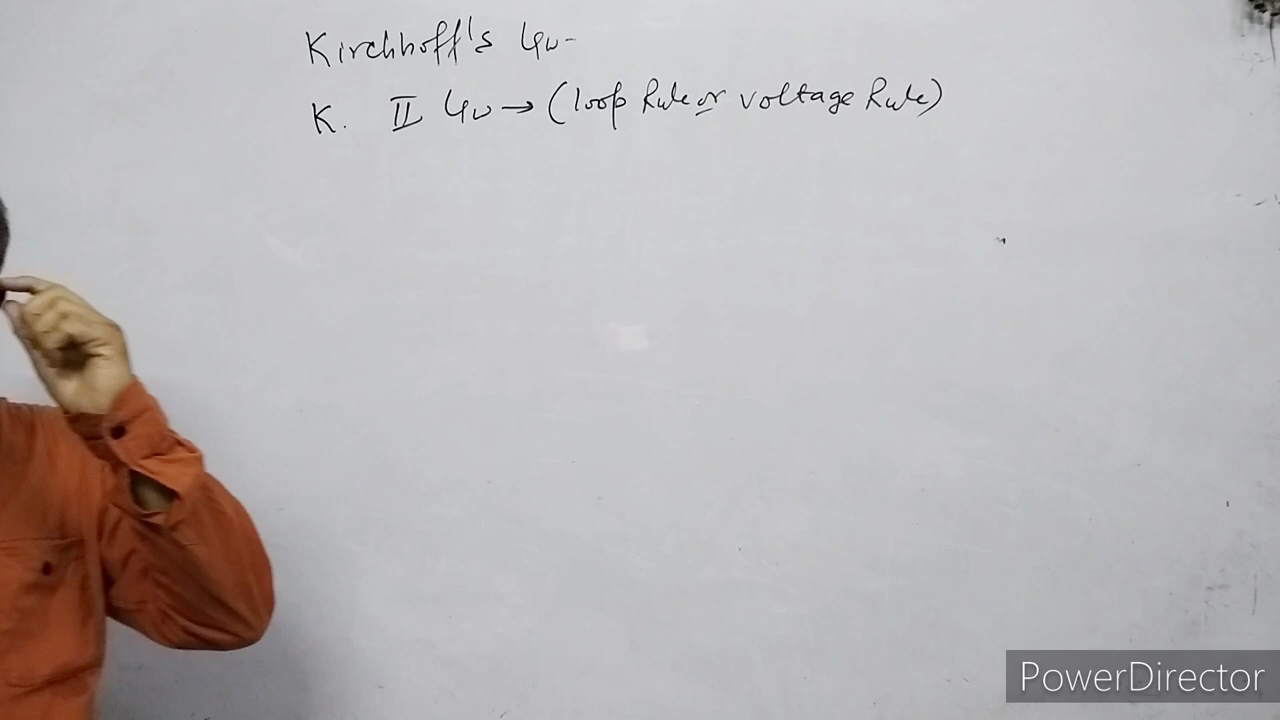 Kirchhoff's Law-
K. II Law → (loop Rule or voltage Rule)
PowerDirector